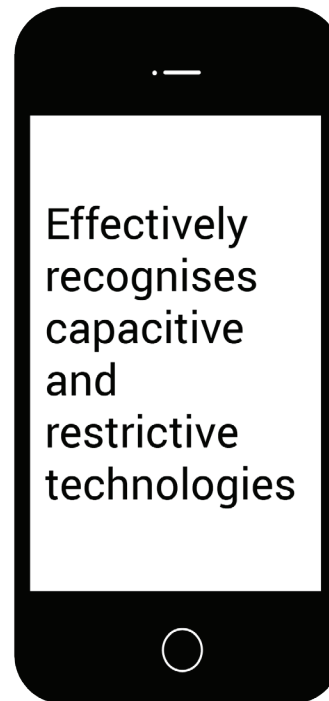 Effectively
recognises
capacitive
and
restrictive
technologies